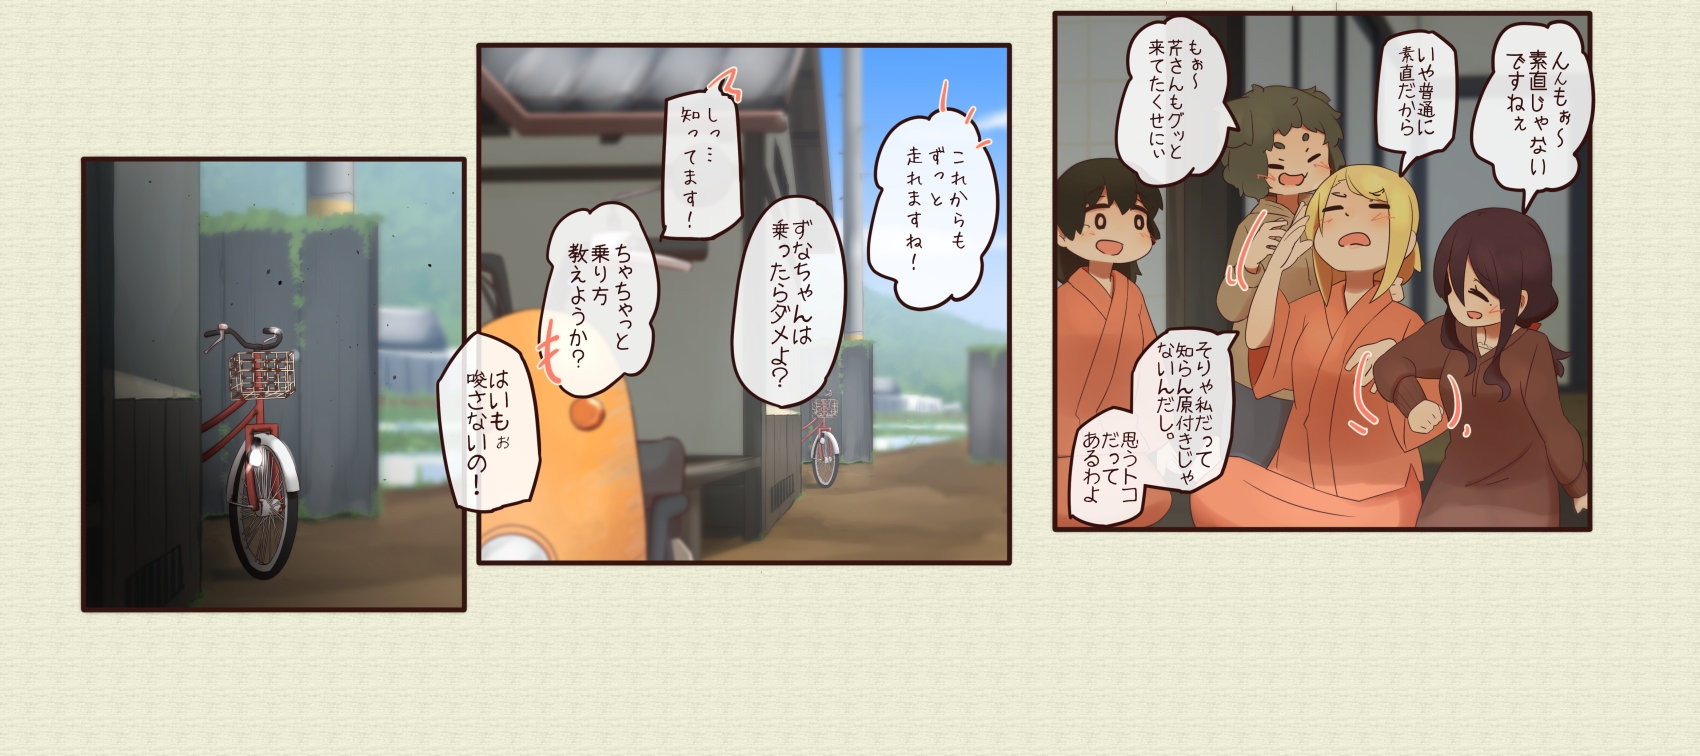 んんもぉ〜
素直じゃない
ですねぇ
いや普通に
素直だから
もぉ〜
芹さんもグッと
来てたくせにぃ
そりゃ私だって
知らん原付きじゃ
ないんだし。
思うトコ
だって
あるわよ
これからも
ずっと
走れますね!
しっ…
知ってます!
ずなちゃんは
乗ったらダメよ?
ちゃちゃっと
乗り方
教えようか?
はいもぉ
唆さないの!